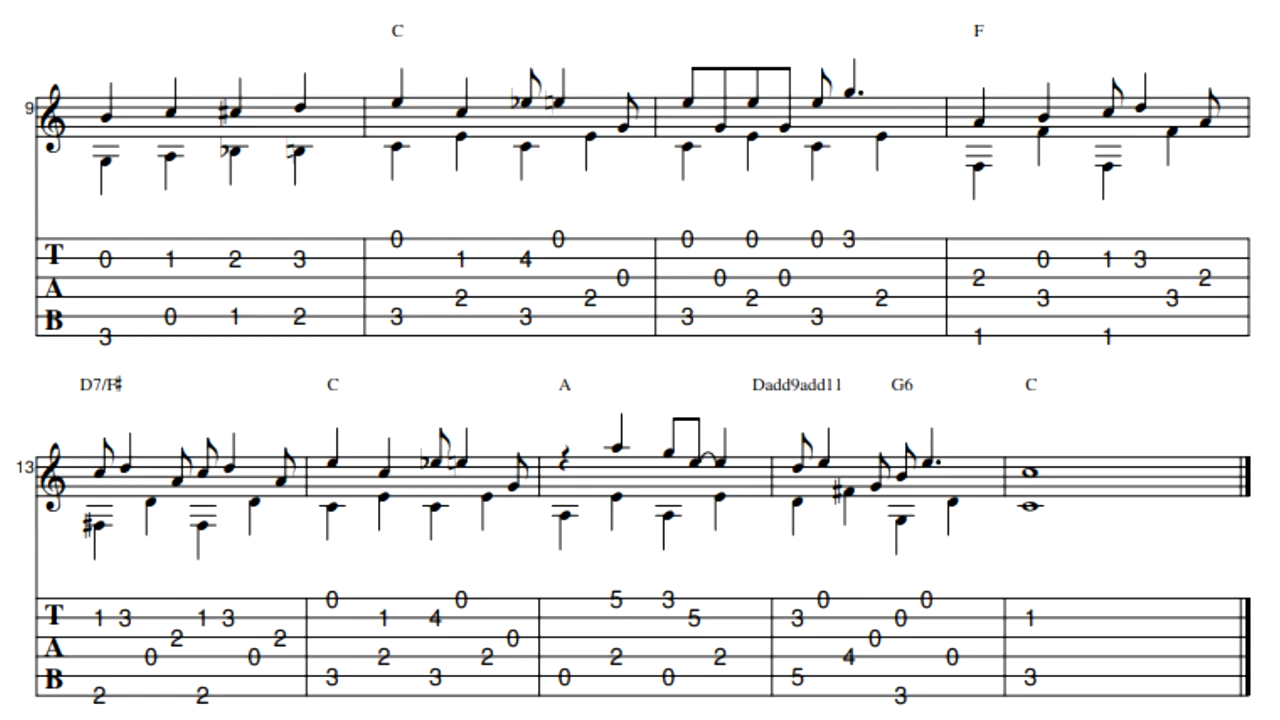 C F
9
0 1 2 3 0 1 4 0 0 0 0 3 0 1 3
T
2 0 0 0 2 2
A
2 2 2 2 3 3
B
3 0 1 2 3 3 3 3 1 1
D7/F# C A Dadd9add11 G6 C
13
T
A
B
1 3 1 3 0 1 4 0 5 3 5 3 0 0 0 1
2 2 0 0
0 0 2 2 2 2 4 0
3 3 0 0 5 3
2 2 3